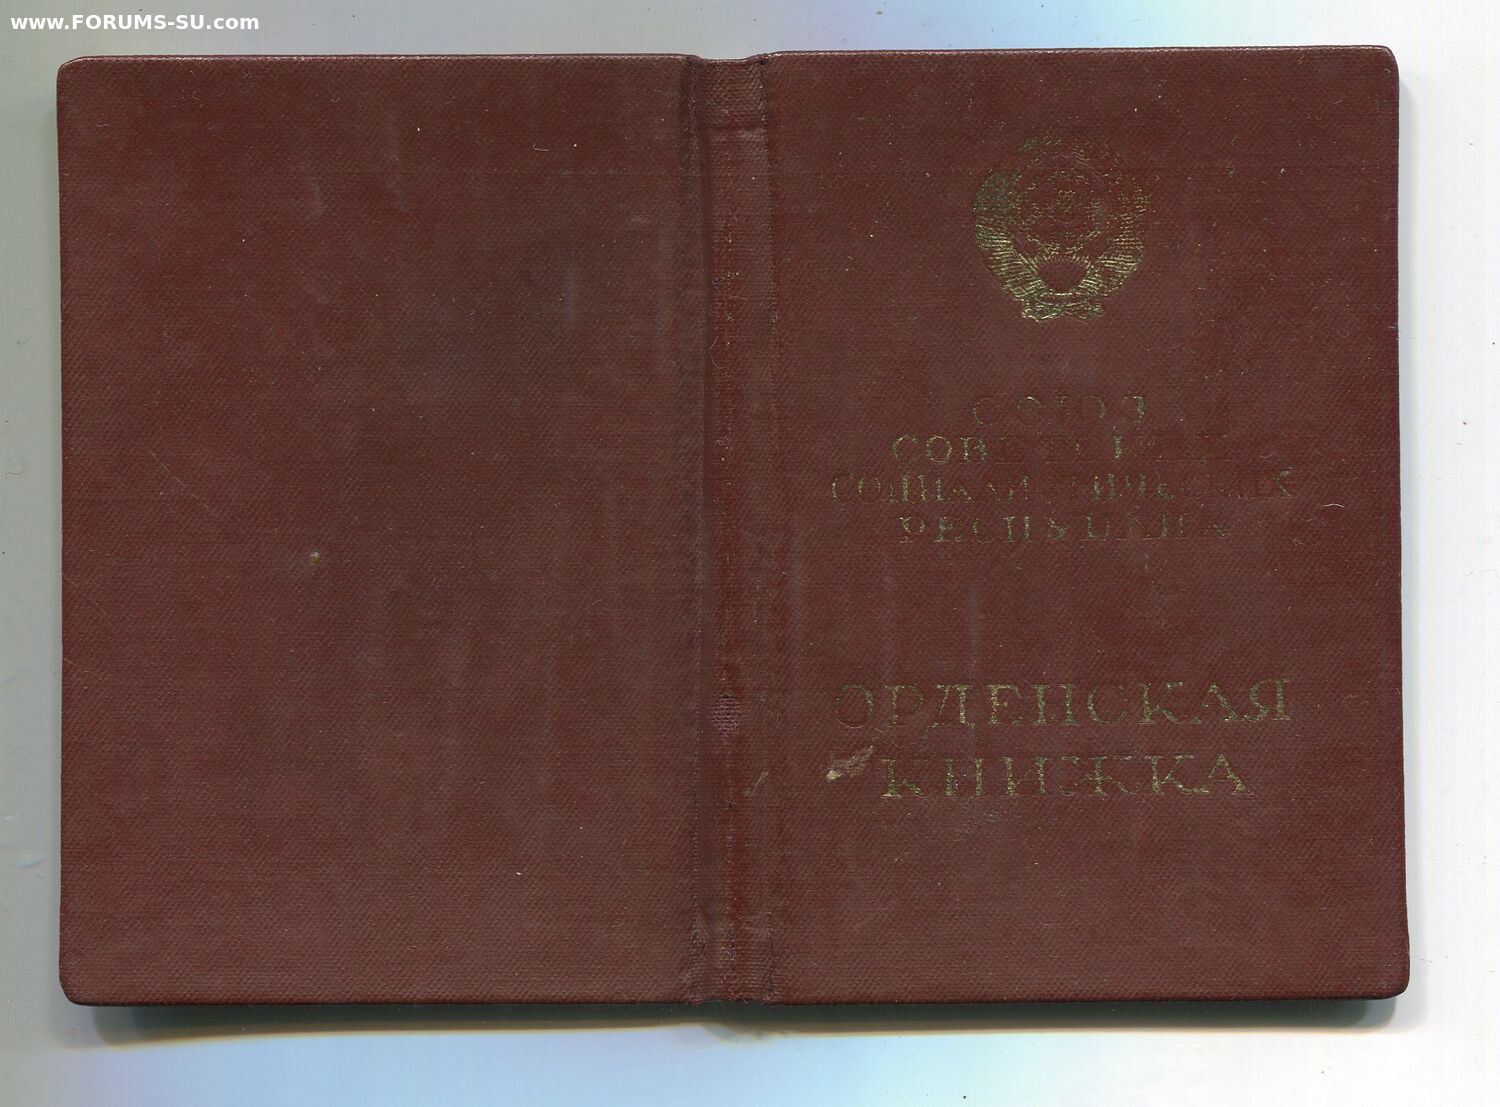 www.FORUMS-SU.com
СОЮЗ
СОВЕТСКИХ
СОЦИАЛИСТИЧЕСКИХ
РЕСПУБЛИК
ОРДЕНСКАЯ
КНИЖКА